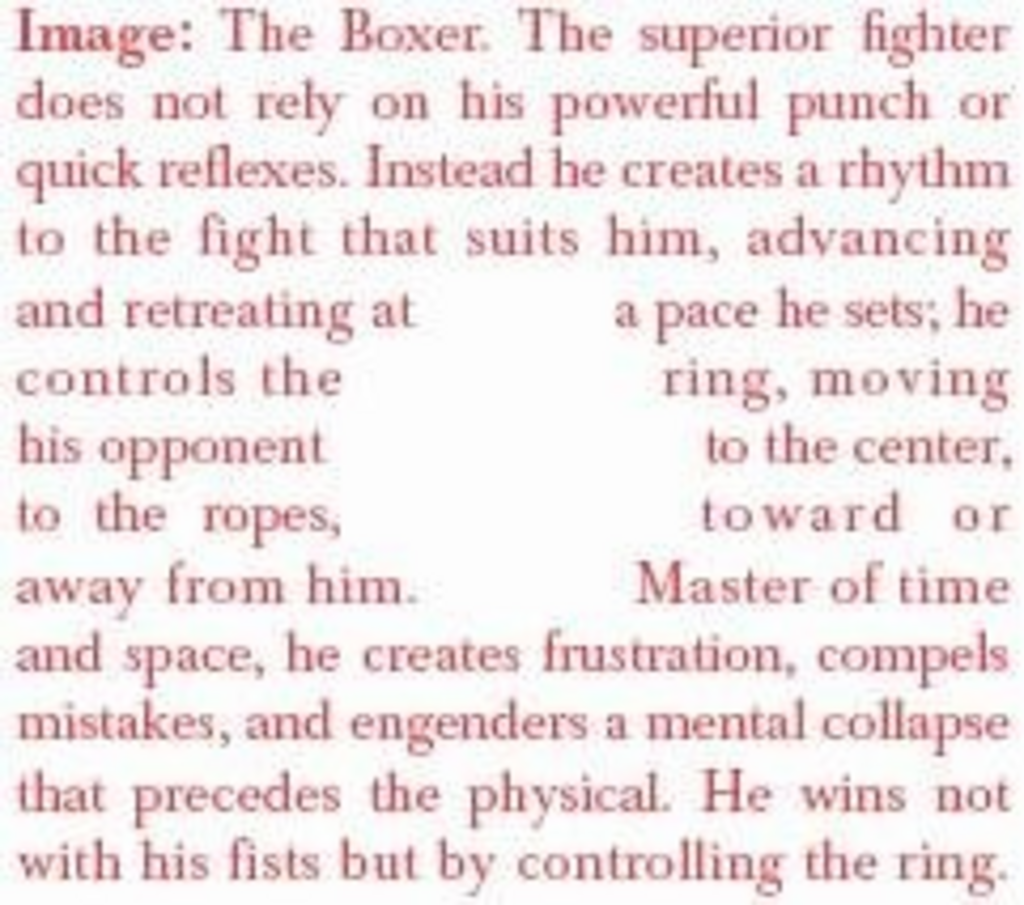 Image: The Boxer. The superior fighter
does not rely on his powerful punch or
quick reflexes. Instead he creates a rhythm
to the fight that suits him, advancing
and retreating at a pace he sets; he
controls the ring, moving
his opponent to the center,
to the ropes, toward or
away from him. Master of time
and space, he creates frustration, compels
mistakes, and engenders a mental collapse
that precedes the physical. He wins not
with his fists but by controlling the ring.